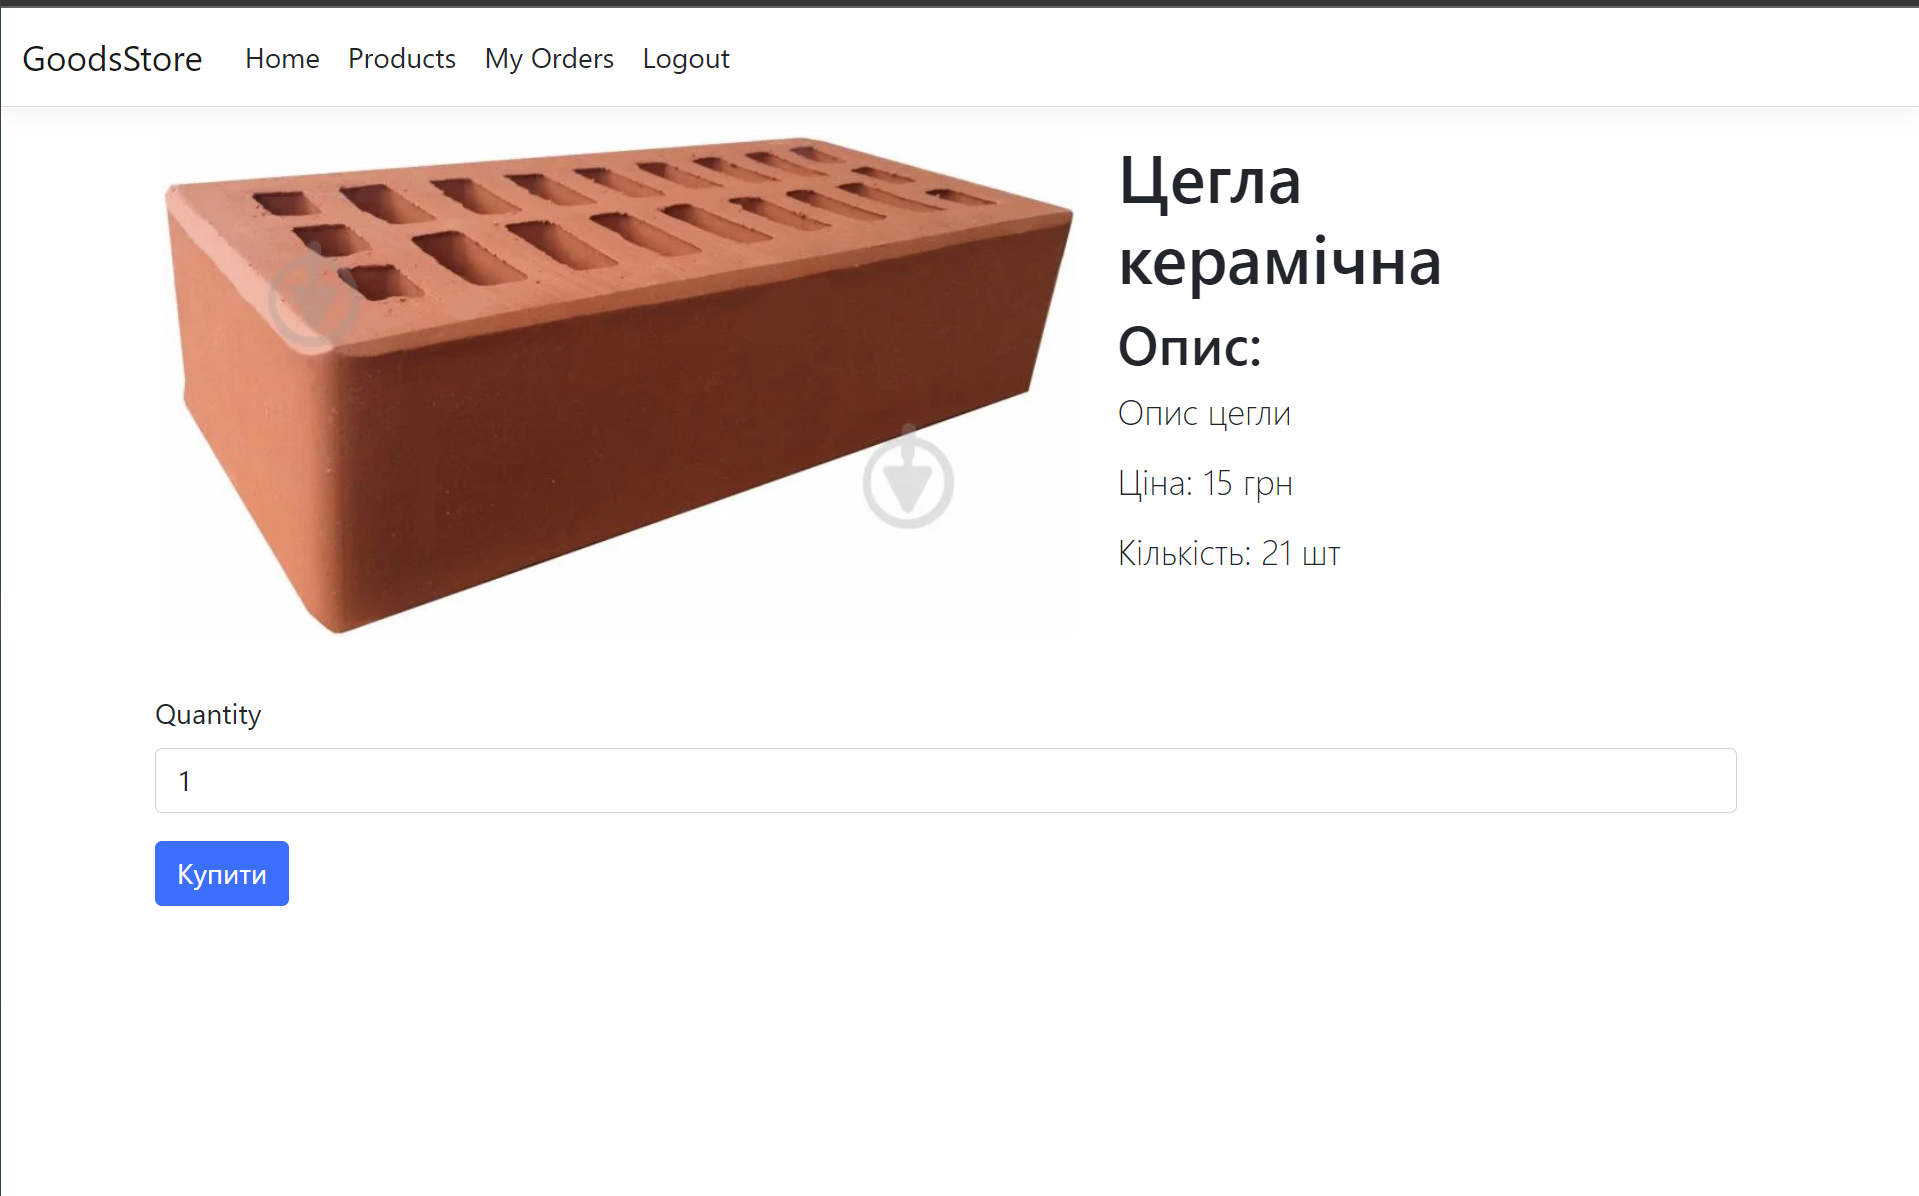 GoodsStore Home Products My Orders Logout
Цегла
керамічна
Опис:
Опис цегли
Ціна: 15 грн
Кількість: 21 шт
Quantity
1
Купити